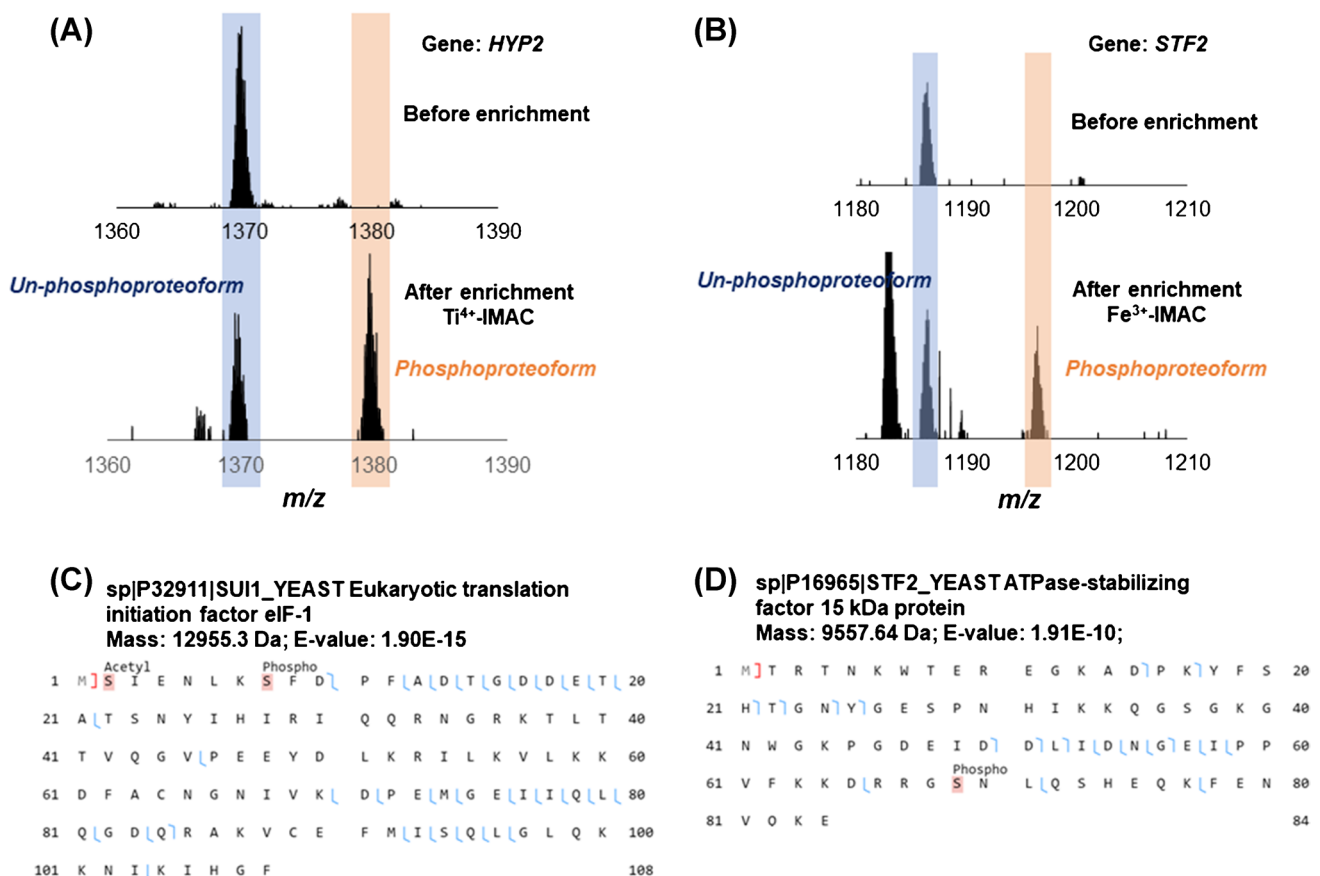 (A)
Gene: HYP2
Before enrichment
1360 1370 1380 1390
Un-phosphoproteoform
After enrichment
Ti4+-IMAC
Phosphoproteoform
1360 1370 1380 1390
m/z
(B)
Gene: STF2
Before enrichment
1180 1190 1200 1210
Un-phosphoproteoform
After enrichment
Fe3+-IMAC
Phosphoproteoform
1180 1190 1200 1210
m/z
(C)
sp|P32911|SUI1_YEAST Eukaryotic translation
initiation factor eIF-1
Mass: 12955.3 Da; E-value: 1.90E-15
Acetyl Phospho
1 M S I E N L K S F D P F A D T G D D E T 20
21 A T S N Y I H I R I Q Q R N G R K T L T 40
41 T V Q G V P E E Y D L K R I L K V L K K 60
61 D F A C N G N I V K D P E M G E I I Q L 80
81 Q G D Q R A K V C E F M I S Q L G L Q K 100
101 K N I K I H G F 108
(D)
sp|P16965|STF2_YEAST ATPase-stabilizing
factor 15 kDa protein
Mass: 9557.64 Da; E-value: 1.91E-10;
1 M T R T N K W T E R E G K A D P K Y F S 20
21 H T G N Y G E S P N H I K K Q G S G K G 40
41 N W G K P G D E I D D L I D N G E I P P 60
Phospho
61 V F K K D R R G S N L Q S H E Q K F E N 80
81 V Q K E 84